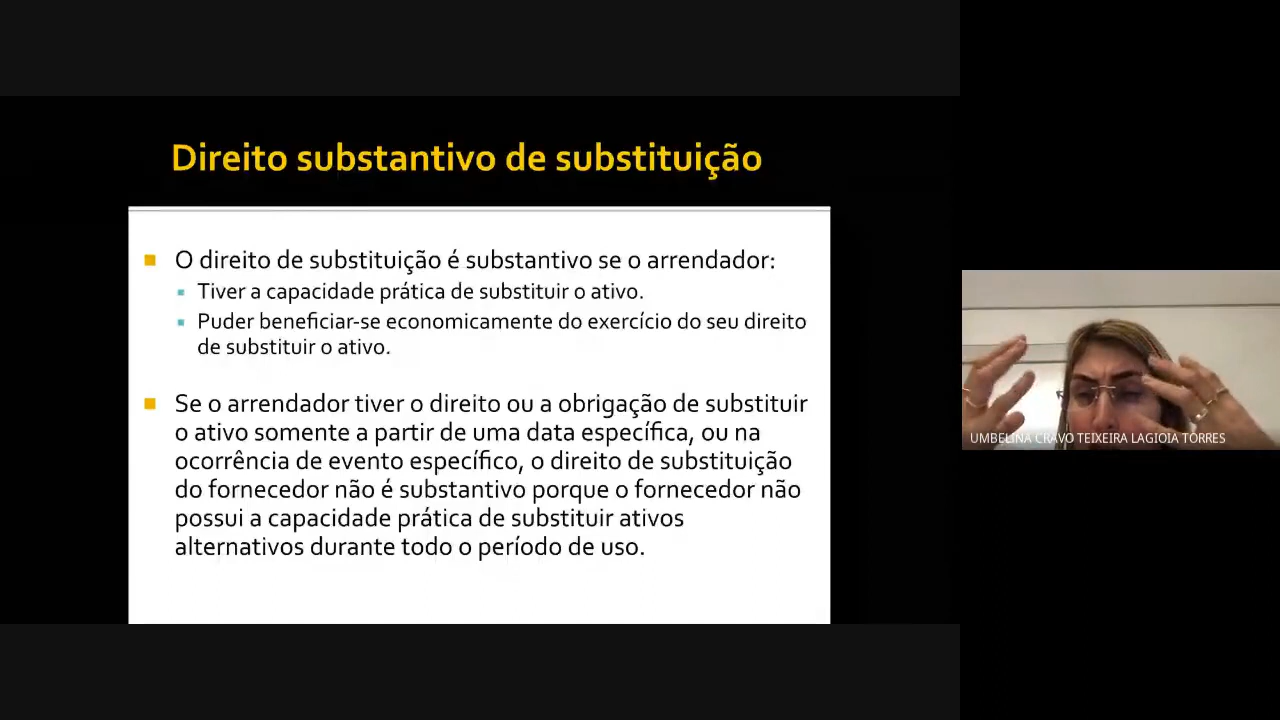 Direito substantivo de substituição
O direito de substituição é substantivo se o arrendador:
Tiver a capacidade prática de substituir o ativo.
Puder beneficiar-se economicamente do exercício do seu direito
de substituir o ativo.
Se o arrendador tiver o direito ou a obrigação de substituir
o ativo somente a partir de uma data específica, ou na
ocorrência de evento específico, o direito de substituição
do fornecedor não é substantivo porque o fornecedor não
possui a capacidade prática de substituir ativos
alternativos durante todo o período de uso.
UMBELINA CRAVO TEIXEIRA LAGIOIA TORRES